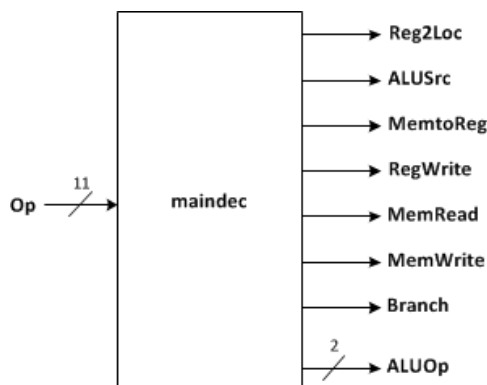 Reg2Loc
ALUSrc
MemtoReg
11
RegWrite
Op
maindec
MemRead
MemWrite
Branch
2
ALUOp